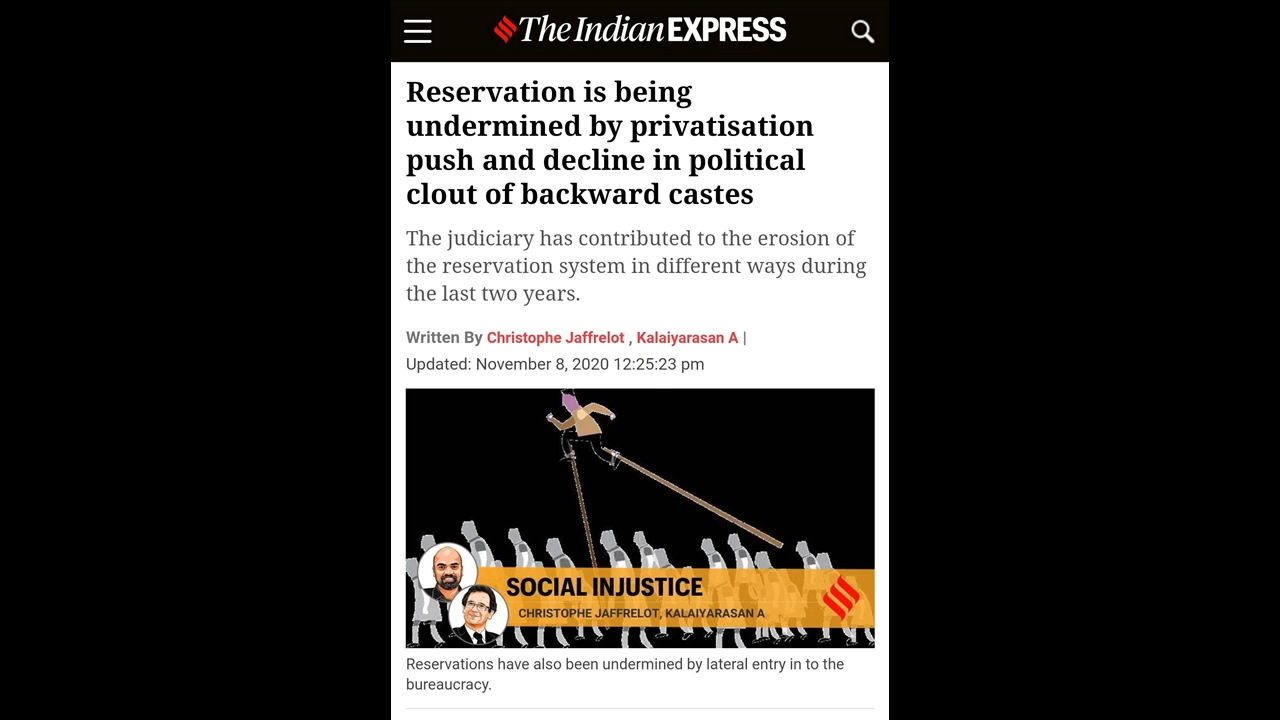 The Indian EXPRESS
Reservation is being
undermined by privatisation
push and decline in political
clout of backward castes
The judiciary has contributed to the erosion of
the reservation system in different ways during
the last two years.
Written By Christophe Jaffrelot , Kalaiyarasan A |
Updated: November 8, 2020 12:25:23 pm
SOCIAL INJUSTICE
CHRISTOPHE JAFFRELOT, KALAIYARASAN A
Reservations have also been undermined by lateral entry in to the
bureaucracy.